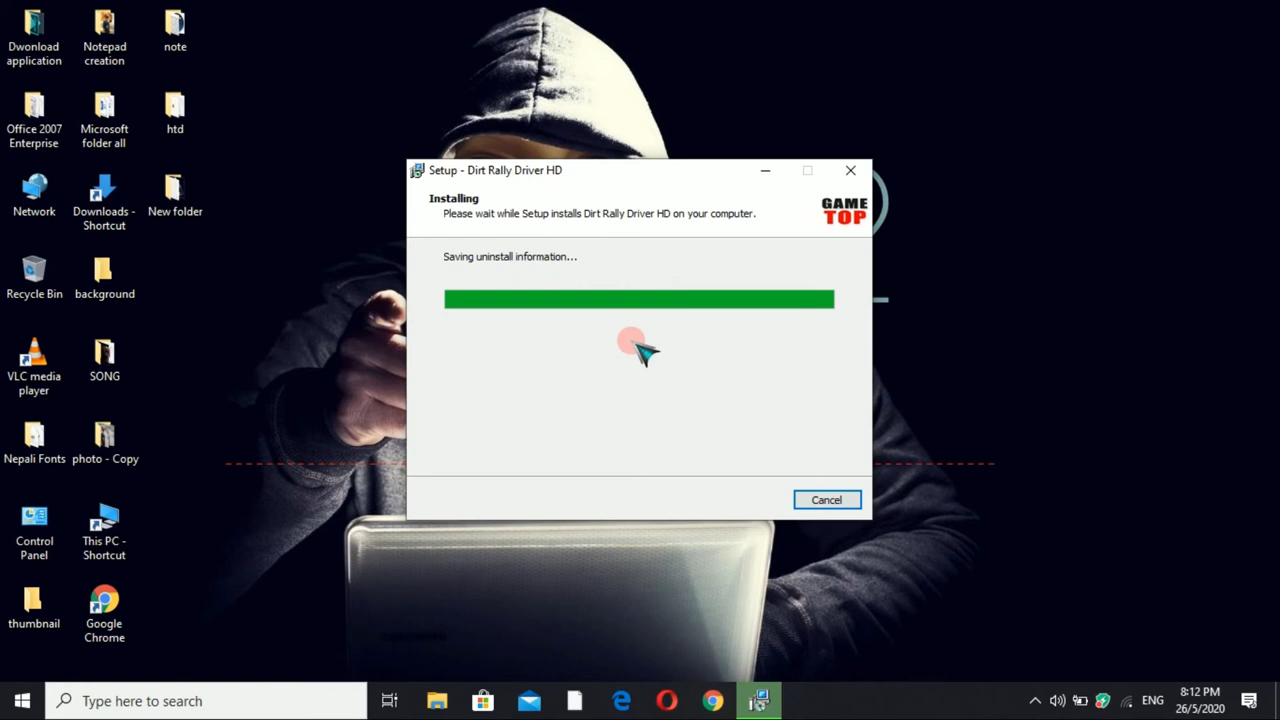 Dwonload
application
Notepad
creation
note
Office 2007
Enterprise
Microsoft
folder all
htd
Network
Downloads -
Shortcut
New folder
Recycle Bin
background
VLC media
player
SONG
Nepali Fonts
photo - Copy
Control
Panel
This PC -
Shortcut
thumbnail
Google
Chrome
Setup - Dirt Rally Driver HD
Installing
Please wait while Setup installs Dirt Rally Driver HD on your computer.
GAME
TOP
Saving uninstall information...
Cancel
Type here to search
ENG
8:12 PM
26/5/2020